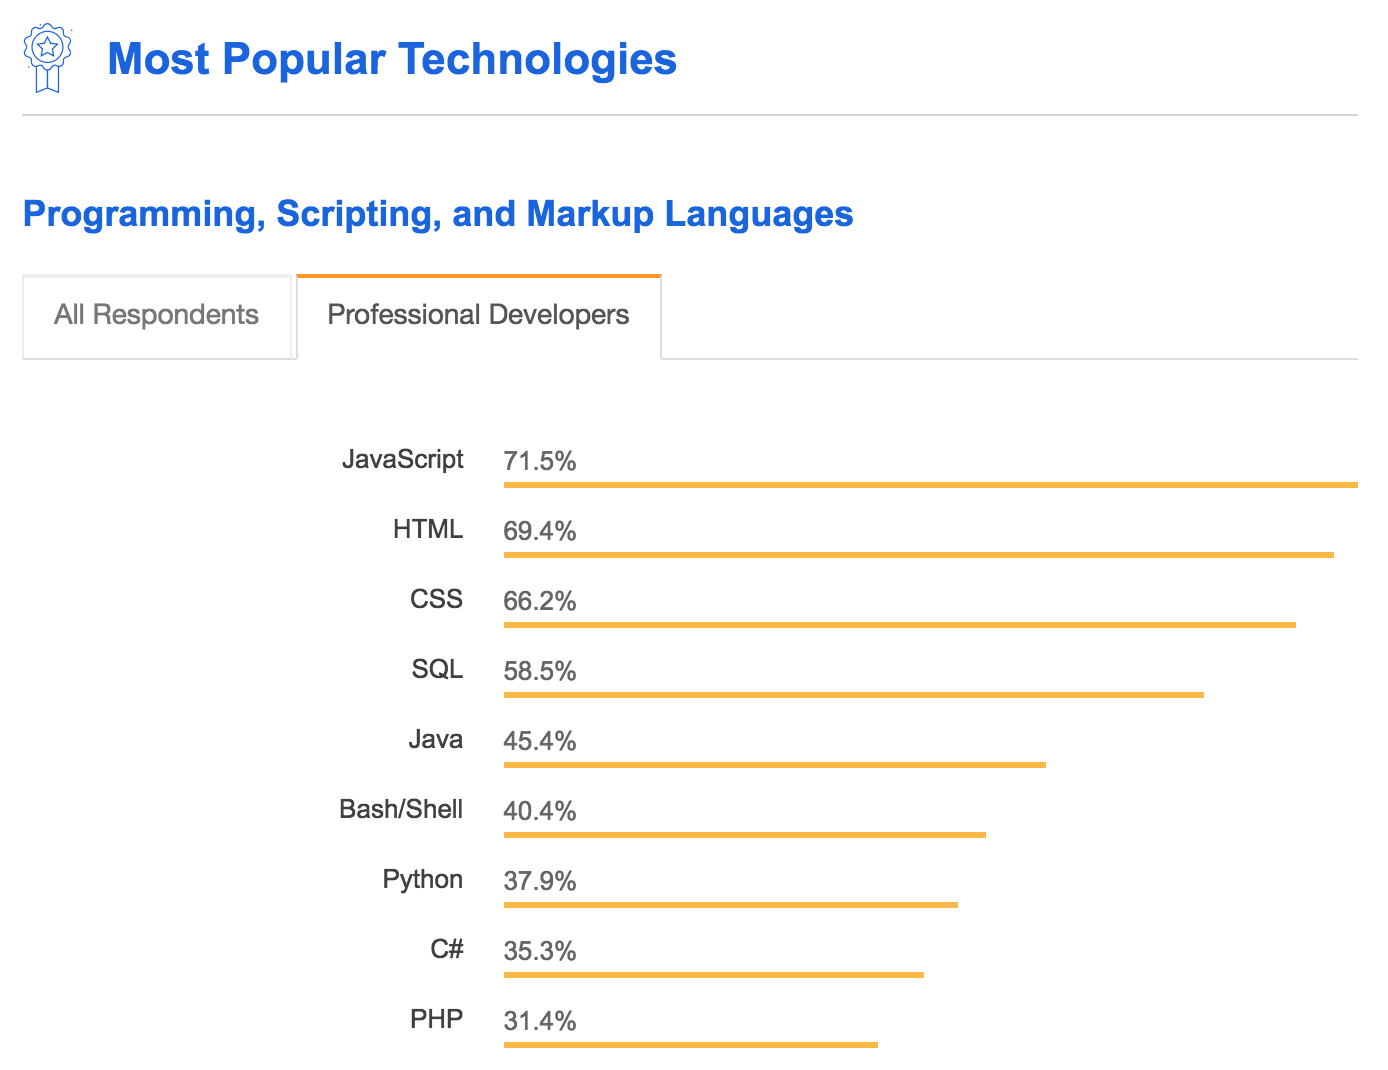 Most Popular Technologies
Programming, Scripting, and Markup Languages
All Respondents Professional Developers
JavaScript 71.5%
HTML 69.4%
CSS 66.2%
SQL 58.5%
Java 45.4%
Bash/Shell 40.4%
Python 37.9%
C# 35.3%
PHP 31.4%